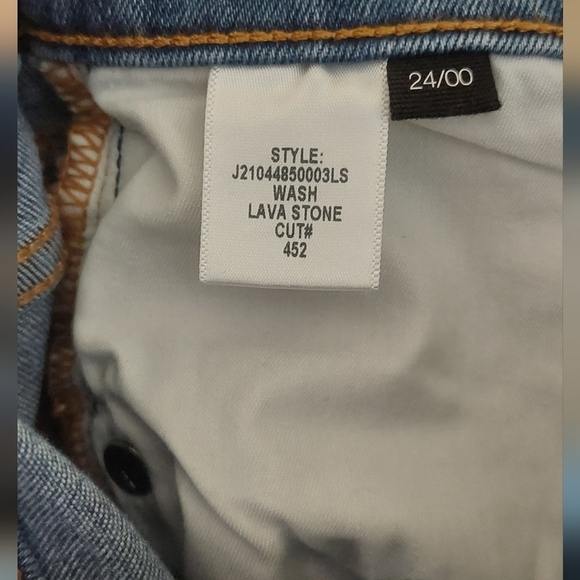 24/00
STYLE:
J21044850003LS
WASH
LAVA STONE
CUT#
452